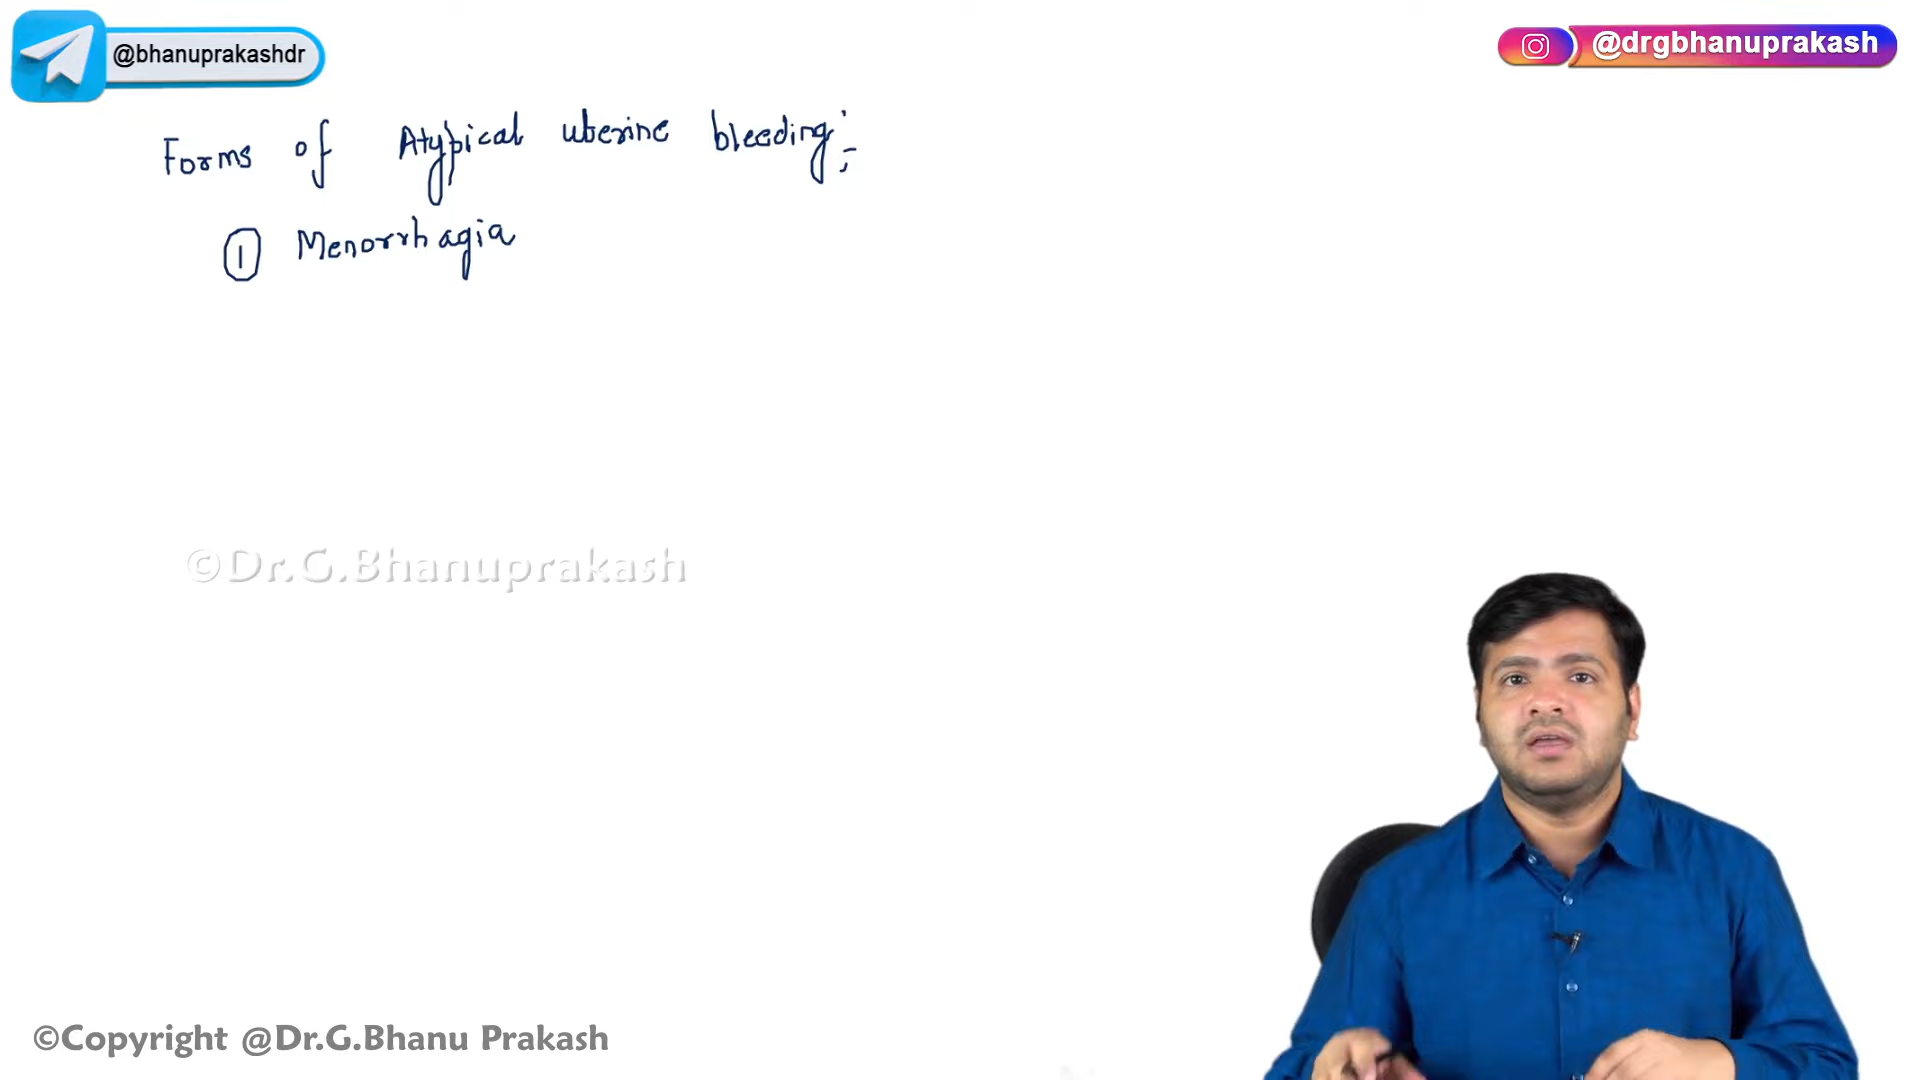 @bhanuprakashdr
@drgbhanuprakash
Forms of Atypical uterine bleeding:-
① Menorrhagia
©Dr.G.Bhanuprakash
©Copyright @Dr.G.Bhanu Prakash